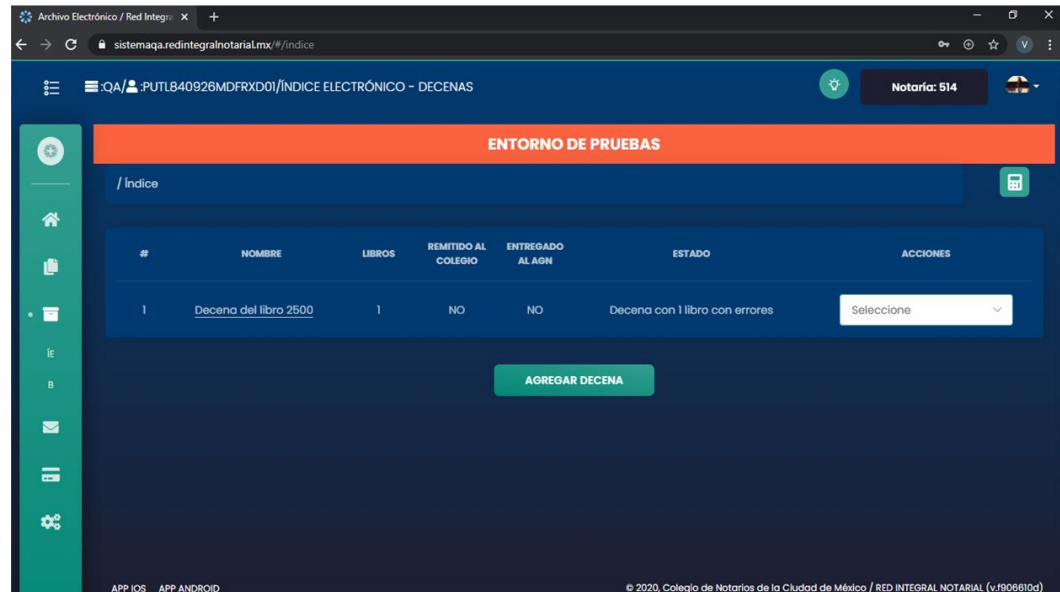 Archivo Electrónico / Red Integra
sistemaqa.redintegralnotarial.mx/#/indice
V
:QA/ :PUTL840926MDFRXD01/ÍNDICE ELECTRÓNICO - DECENAS
Notaría: 514
ENTORNO DE PRUEBAS
/ Índice
# NOMBRE LIBROS REMITIDO AL COLEGIO ENTREGADO AL AGN ESTADO ACCIONES
1 Decena del libro 2500 1 NO NO Decena con 1 libro con errores Seleccione
ÍE
B
AGREGAR DECENA
APP IOS APP ANDROID © 2020, Colegio de Notarios de la Ciudad de México / RED INTEGRAL NOTARIAL (v.f906610d)